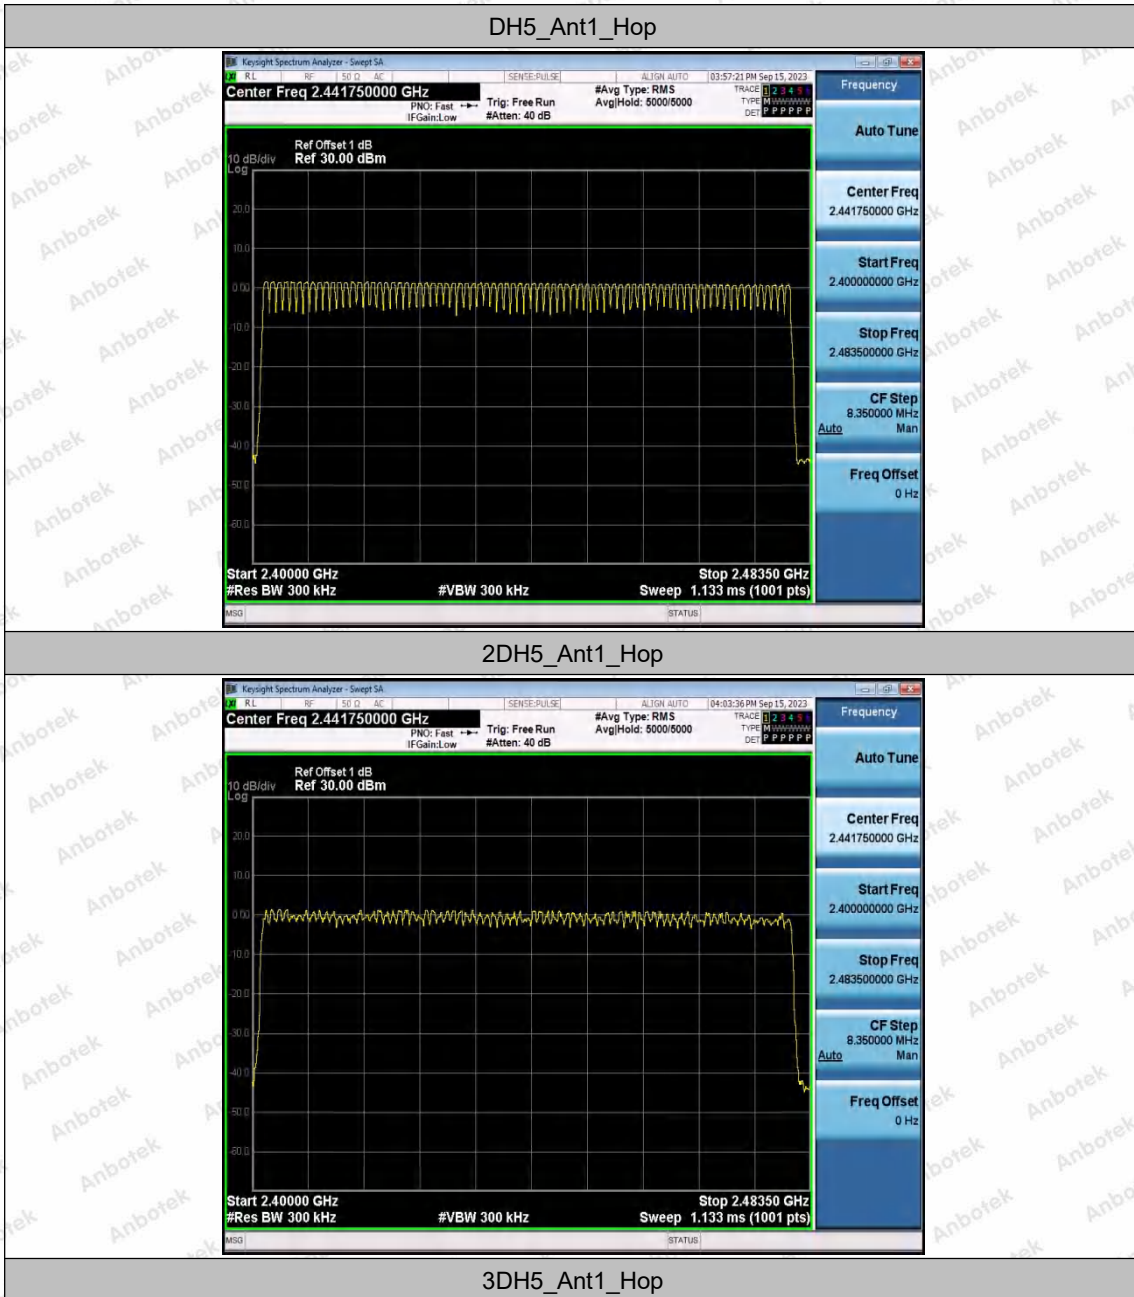 DH5_Ant1_Hop
Keysight Spectrum Analyzer - Swept SA
RL RF 50 Ω AC SENSE:PULSE ALIGN AUTO 03:57:21 PM Sep 15, 2023
Center Freq 2.441750000 GHz #Avg Type: RMS TRACE 1 2 3 4 5 6
PNO: Fast Trig: Free Run Avg|Hold: 5000/5000 TYPE M
IFGain:Low #Atten: 40 dB DET P P P P P P
Frequency
Auto Tune
Ref Offset 1 dB
10 dB/div Ref 30.00 dBm
Log
20.0
10.0
0.00
-10.0
-20.0
-30.0
-40.0
-50.0
-60.0
Center Freq
2.441750000 GHz
Start Freq
2.400000000 GHz
Stop Freq
2.483500000 GHz
CF Step
8.350000 MHz
Auto Man
Freq Offset
0 Hz
Start 2.40000 GHz Stop 2.48350 GHz
#Res BW 300 kHz #VBW 300 kHz Sweep 1.133 ms (1001 pts)
MSG STATUS
2DH5_Ant1_Hop
Keysight Spectrum Analyzer - Swept SA
RL RF 50 Ω AC SENSE:PULSE ALIGN AUTO 04:03:36 PM Sep 15, 2023
Center Freq 2.441750000 GHz #Avg Type: RMS TRACE 1 2 3 4 5 6
PNO: Fast Trig: Free Run Avg|Hold: 5000/5000 TYPE M
IFGain:Low #Atten: 40 dB DET P P P P P P
Frequency
Auto Tune
Ref Offset 1 dB
10 dB/div Ref 30.00 dBm
Log
20.0
10.0
0.00
-10.0
-20.0
-30.0
-40.0
-50.0
-60.0
Center Freq
2.441750000 GHz
Start Freq
2.400000000 GHz
Stop Freq
2.483500000 GHz
CF Step
8.350000 MHz
Auto Man
Freq Offset
0 Hz
Start 2.40000 GHz Stop 2.48350 GHz
#Res BW 300 kHz #VBW 300 kHz Sweep 1.133 ms (1001 pts)
MSG STATUS
3DH5_Ant1_Hop